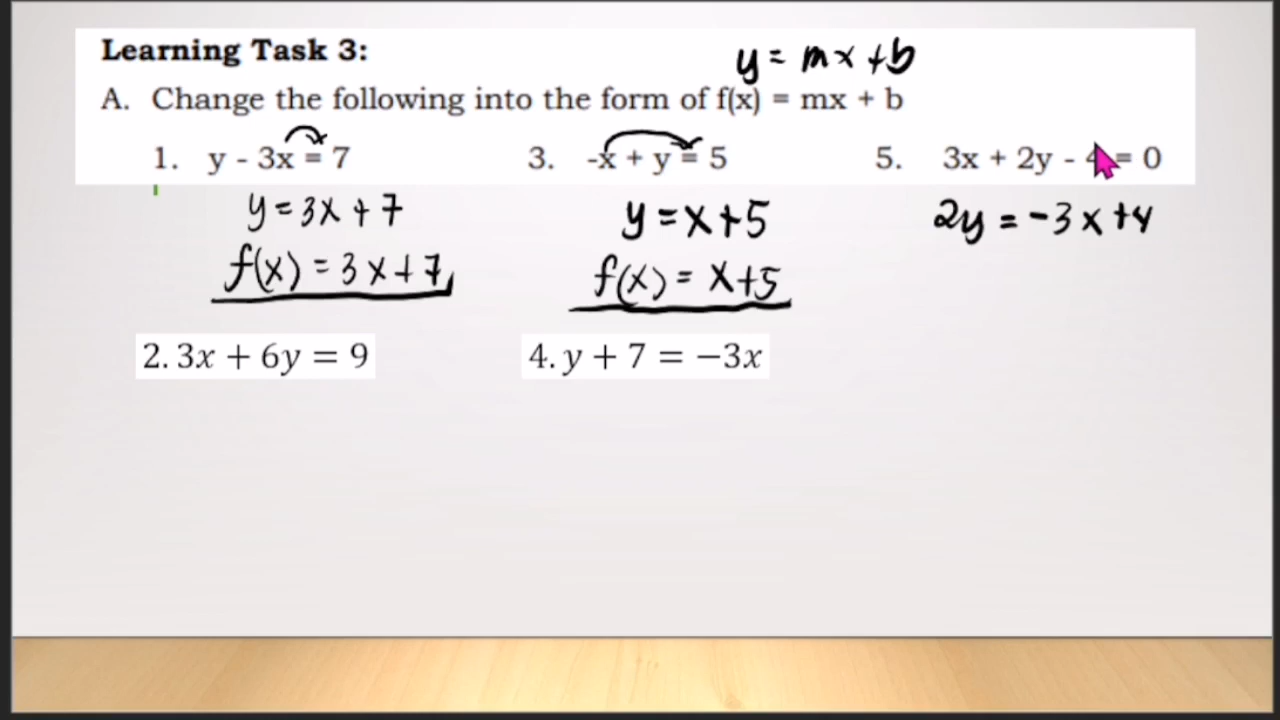 Learning Task 3:
y = mx + b
A. Change the following into the form of f(x) = mx + b
1. y - 3x = 7
3. -x + y = 5
5. 3x + 2y - 4 = 0
y = 3x + 7
y = x + 5
2y = -3x + 4
f(x) = 3x + 7
f(x) = x + 5
2. 3x + 6y = 9
4. y + 7 = −3x